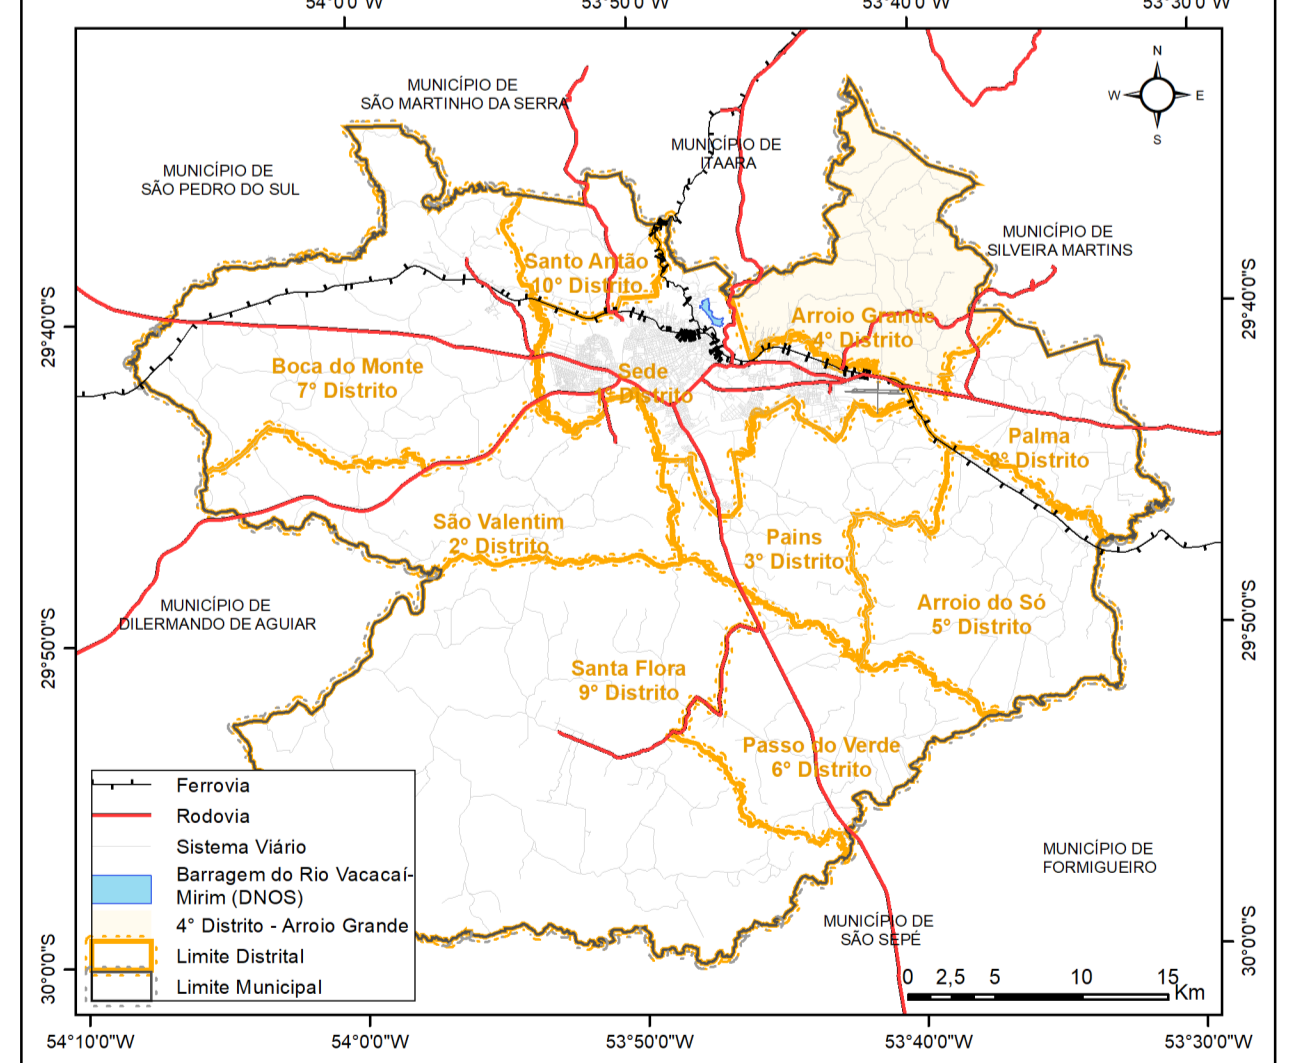 54°0'0"W 53°50'0"W 53°40'0"W 53°30'0"W
N
W E
S
MUNICÍPIO DE
SÃO MARTINHO DA SERRA
MUNICÍPIO DE
ITAARA
MUNICÍPIO DE
SÃO PEDRO DO SUL
MUNICÍPIO DE
SILVEIRA MARTINS
Santo Antão
10° Distrito
29°40'0"S
29°40'0"S
Arroio Grande
4° Distrito
Boca do Monte
7° Distrito
Sede
1° Distrito
Palma
8° Distrito
São Valentim
2° Distrito
Pains
3° Distrito
Arroio do Só
5° Distrito
MUNICÍPIO DE
DILERMANDO DE AGUIAR
29°50'0"S
29°50'0"S
Santa Flora
9° Distrito
Passo do Verde
6° Distrito
MUNICÍPIO DE
FORMIGUEIRO
MUNICÍPIO DE
SÃO SEPÉ
Ferrovia
Rodovia
Sistema Viário
Barragem do Rio Vacacaí-
Mirim (DNOS)
4° Distrito - Arroio Grande
Limite Distrital
Limite Municipal
30°0'0"S
30°0'0"S
0 2,5 5 10 15
Km
54°10'0"W 54°0'0"W 53°50'0"W 53°40'0"W 53°30'0"W